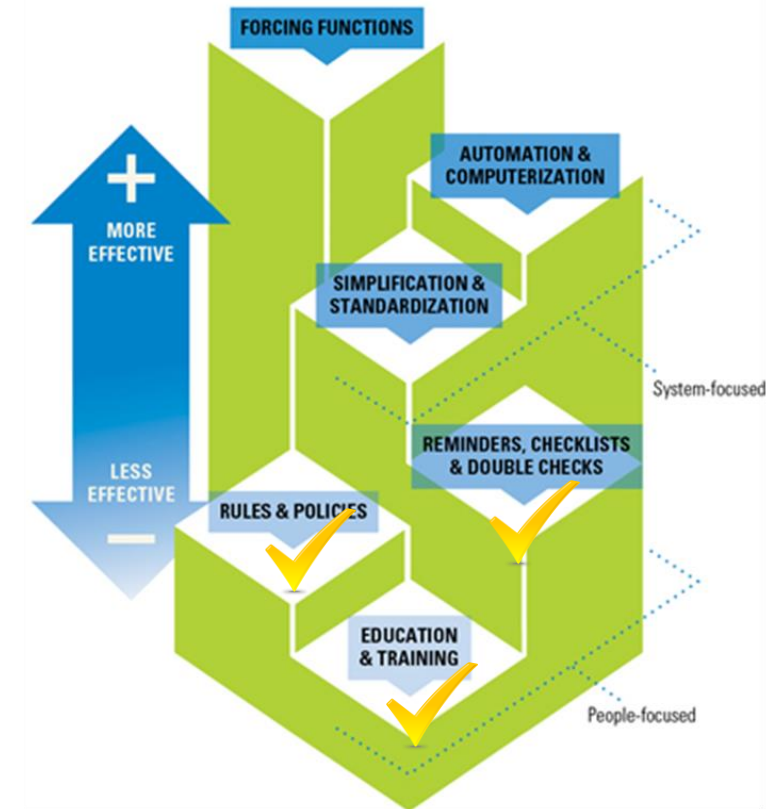 FORCING FUNCTIONS
AUTOMATION &
COMPUTERIZATION
+
MORE
EFFECTIVE
SIMPLIFICATION &
STANDARDIZATION
System-focused
REMINDERS, CHECKLISTS
& DOUBLE CHECKS
LESS
EFFECTIVE
–
RULES & POLICIES
EDUCATION
& TRAINING
People-focused